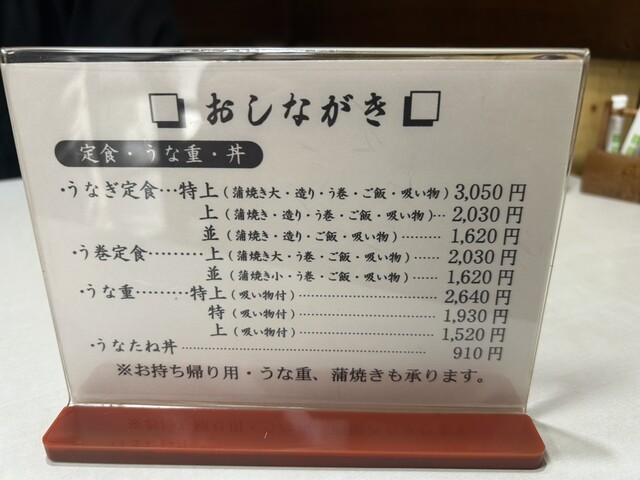 おしながき
定食・うな重・丼
・うなぎ定食…特上(蒲焼き大・造り・う巻・ご飯・吸い物) 3,050円
上(蒲焼き・造り・う巻・ご飯・吸い物)… 2,030円
並(蒲焼き・造り・ご飯・吸い物)………… 1,620円
・う巻定食………上(蒲焼き大・う巻・ご飯・吸い物)…… 2,030円
並(蒲焼き小・う巻・ご飯・吸い物)…… 1,620円
・うな重………特上(吸い物付)……………………… 2,640円
特(吸い物付)……………………… 1,930円
上(吸い物付)……………………… 1,520円
・うなたね丼…………………………………………… 910円
※お持ち帰り用・うな重、蒲焼きも承ります。